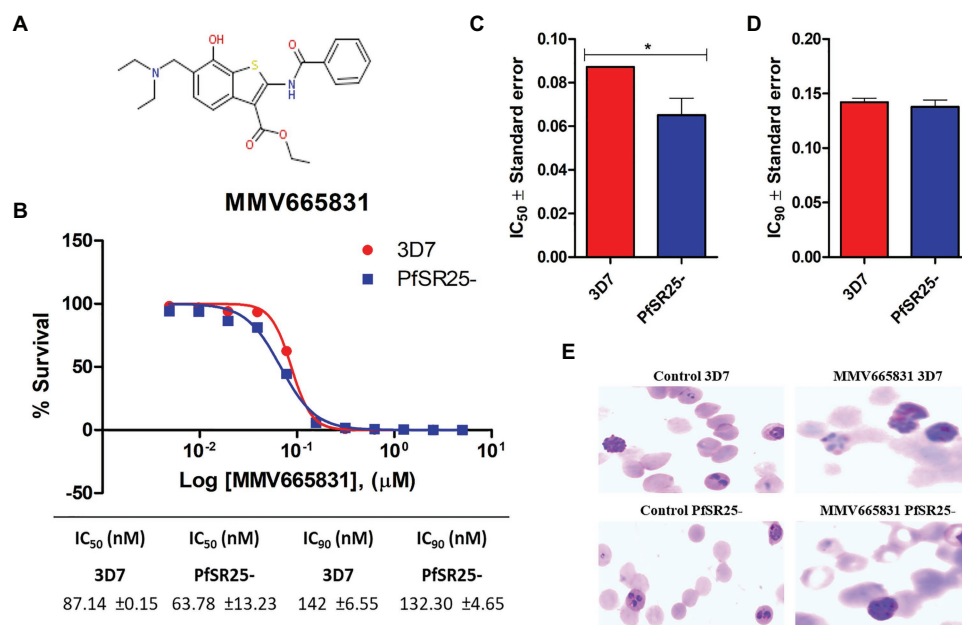 A
OH
O
S
N
N
H
O
O
MMV665831
B
150
100
50
0
-50
% Survival
3D7
PfSR25-
10⁻²
10⁻¹
10⁰
10¹
Log [MMV665831], (μM)
IC₅₀ (nM) IC₅₀ (nM) IC₉₀ (nM) IC₉₀ (nM)
3D7 PfSR25- 3D7 PfSR25-
87.14 ±0.15 63.78 ±13.23 142 ±6.55 132.30 ±4.65
C
IC₅₀ ± Standard error
0.10
0.08
0.06
0.04
0.02
0.00
*
3D7
PfSR25-
D
IC₉₀ ± Standard error
0.20
0.15
0.10
0.05
0.00
3D7
PfSR25-
E
Control 3D7
MMV665831 3D7
Control PfSR25-
MMV665831 PfSR25-